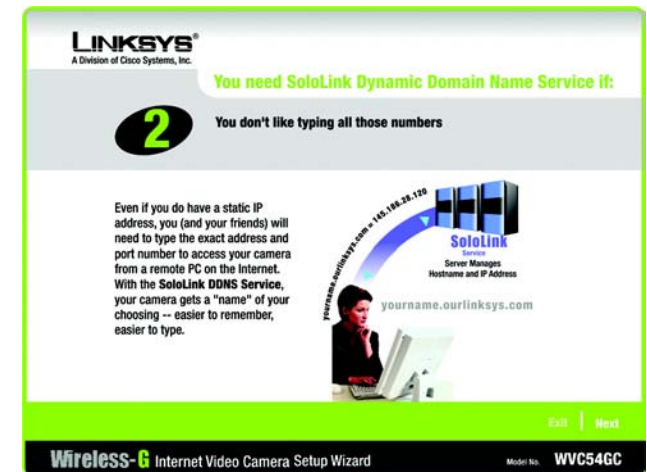 LINKSYS®
A Division of Cisco Systems, Inc.
You need SoloLink Dynamic Domain Name Service if:
2
You don't like typing all those numbers
Even if you do have a static IP
address, you (and your friends) will
need to type the exact address and
port number to access your camera
from a remote PC on the Internet.
With the SoloLink DDNS Service,
your camera gets a "name" of your
choosing -- easier to remember,
easier to type.
yourname.ourlinksys.com = 145.186.28.120
SoloLink
Service
Server Manages
Hostname and IP Address
yourname.ourlinksys.com
Exit | Next
Wireless-G Internet Video Camera Setup Wizard
Model No. WVC54GC